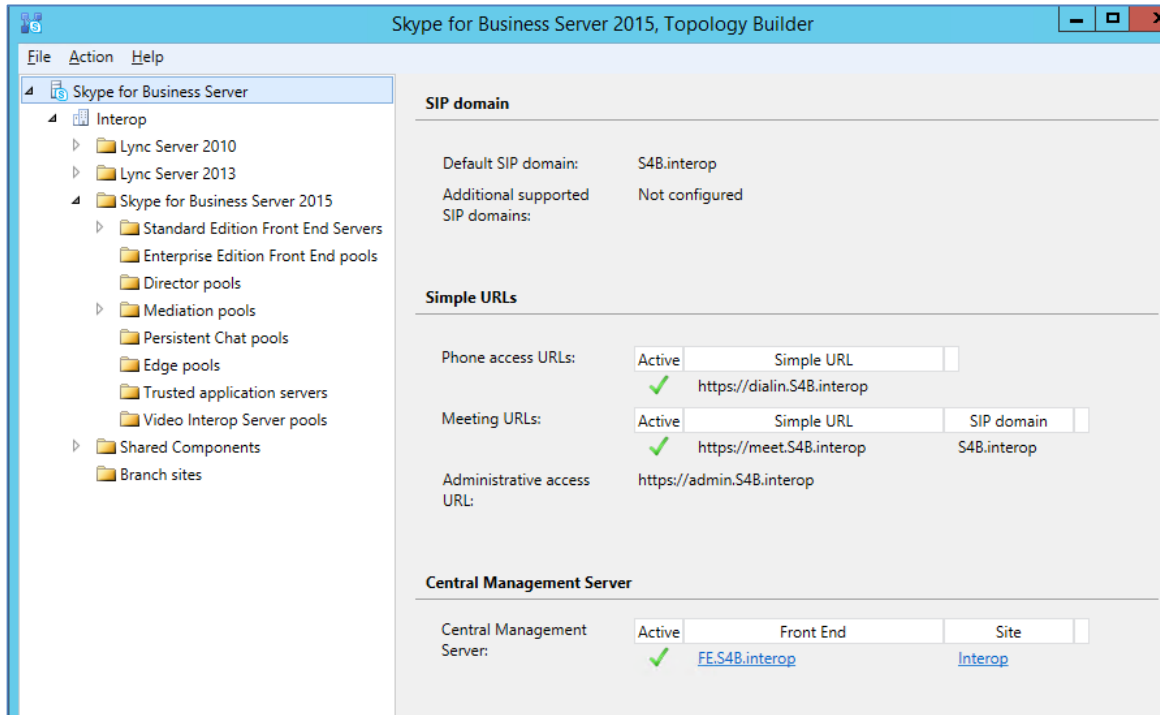 Skype for Business Server 2015, Topology Builder
File Action Help
Skype for Business Server
Interop
Lync Server 2010
Lync Server 2013
Skype for Business Server 2015
Standard Edition Front End Servers
Enterprise Edition Front End pools
Director pools
Mediation pools
Persistent Chat pools
Edge pools
Trusted application servers
Video Interop Server pools
Shared Components
Branch sites
SIP domain
Default SIP domain: S4B.interop
Additional supported Not configured
SIP domains:
Simple URLs
Phone access URLs: Active Simple URL
https://dialin.S4B.interop
Meeting URLs: Active Simple URL SIP domain
https://meet.S4B.interop S4B.interop
Administrative access https://admin.S4B.interop
URL:
Central Management Server
Central Management Active Front End Site
Server: FE.S4B.interop Interop